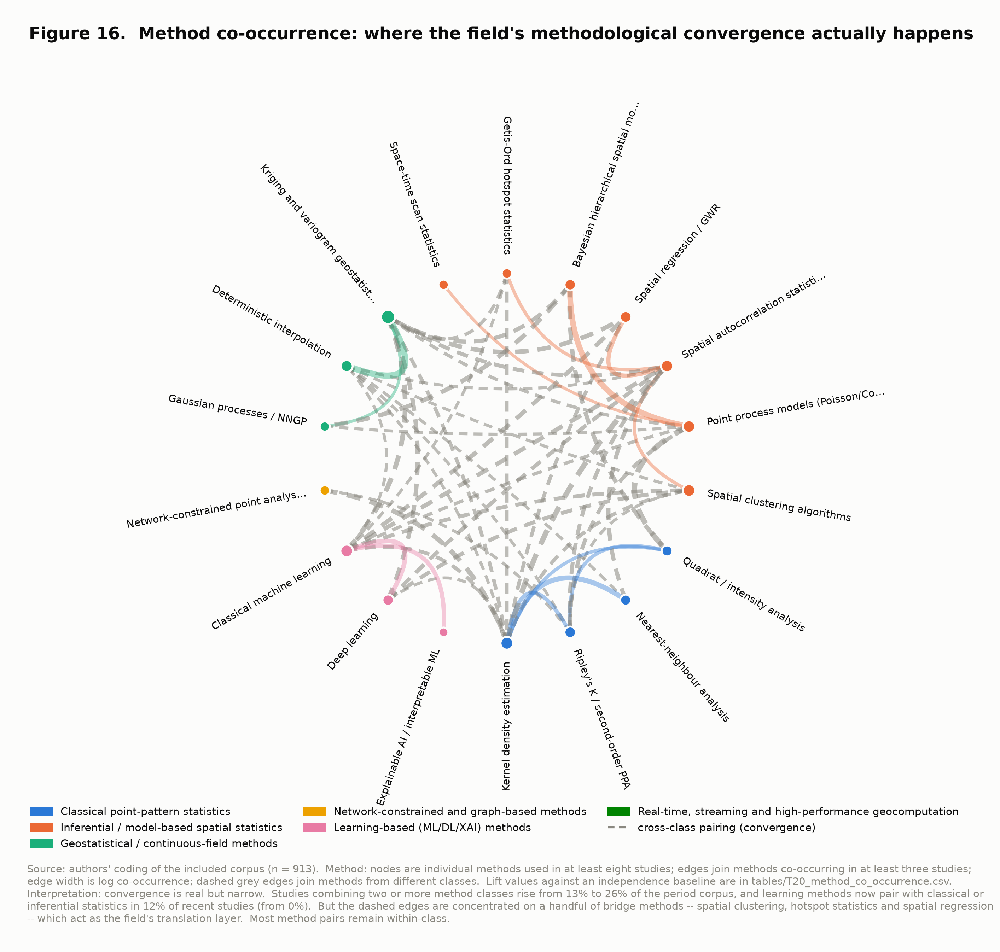 Figure 16.  Method co-occurrence: where the field's methodological convergence actually happens
Getis-Ord hotspot statistics
Bayesian hierarchical spatial mo...
Space-time scan statistics
Spatial regression / GWR
Kriging and variogram geostatist...
Spatial autocorrelation statisti...
Deterministic interpolation
Point process models (Poisson/Co...
Gaussian processes / NNGP
Spatial clustering algorithms
Network-constrained point analys...
Quadrat / intensity analysis
Classical machine learning
Nearest-neighbour analysis
Deep learning
Ripley's K / second-order PPA
Explainable AI / interpretable ML
Kernel density estimation
Classical point-pattern statistics
Inferential / model-based spatial statistics
Geostatistical / continuous-field methods
Network-constrained and graph-based methods
Learning-based (ML/DL/XAI) methods
Real-time, streaming and high-performance geocomputation
cross-class pairing (convergence)
Source: authors' coding of the included corpus (n = 913).  Method: nodes are individual methods used in at least eight studies; edges join methods co-occurring in at least three studies;
edge width is log co-occurrence; dashed grey edges join methods from different classes.  Lift values against an independence baseline are in tables/T20_method_co_occurrence.csv.
Interpretation: convergence is real but narrow.  Studies combining two or more method classes rise from 13% to 26% of the period corpus, and learning methods now pair with classical or
inferential statistics in 12% of recent studies (from 0%).  But the dashed edges are concentrated on a handful of bridge methods -- spatial clustering, hotspot statistics and spatial regression
-- which act as the field's translation layer.  Most method pairs remain within-class.